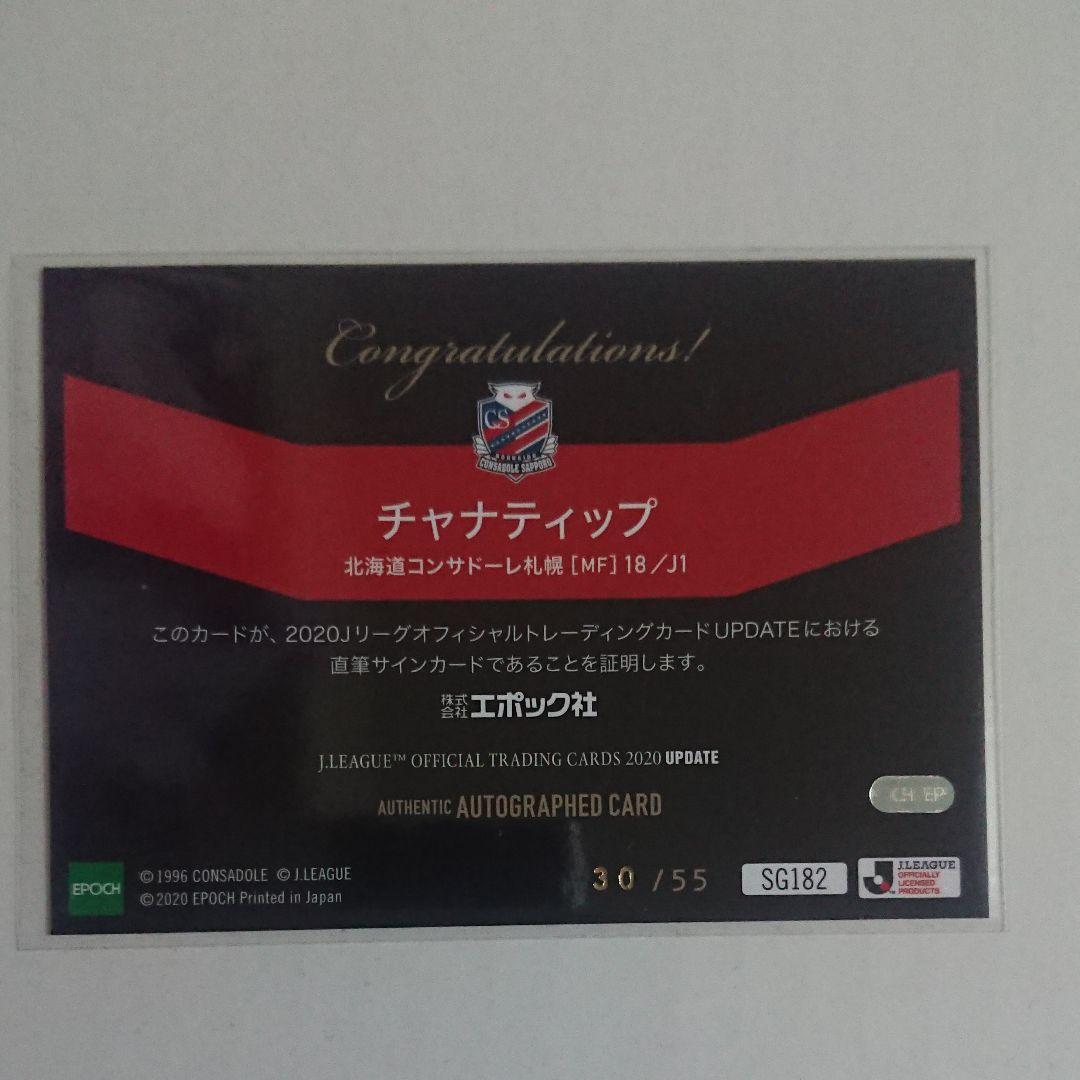 Congratulations!
CS
HOKKAIDO
CONSADOLE SAPPORO
チャナティップ
北海道コンサドーレ札幌 [MF] 18/J1
このカードが、2020JリーグオフィシャルトレーディングカードUPDATEにおける
直筆サインカードであることを証明します。
株式会社エポック社
J.LEAGUE™ OFFICIAL TRADING CARDS 2020 UPDATE
AUTHENTIC AUTOGRAPHED CARD
EPOCH
©1996 CONSADOLE ©J.LEAGUE
©2020 EPOCH Printed in Japan
30 /55
SG182
J.LEAGUE
OFFICIALLY
LICENSED
PRODUCTS